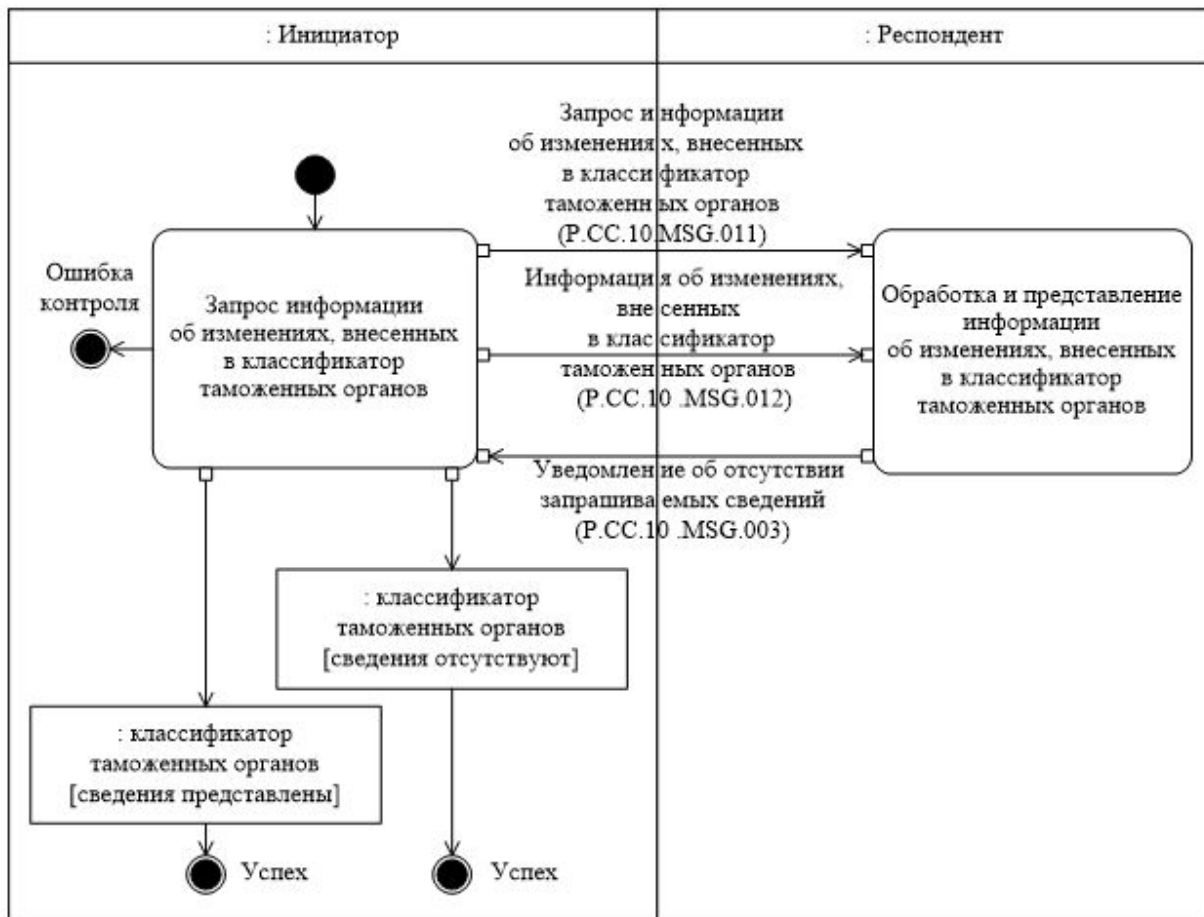 : Инициатор
: Респондент
Запрос информации
об изменениях, внесенных
в классификатор
таможенных органов
(P.CC.10.MSG.011)
Ошибка
контроля
Запрос информации
об изменениях, внесенных
в классификатор
таможенных органов
Информация об изменениях,
внесенных
в классификатор
таможенных органов
(P.CC.10 .MSG.012)
Обработка и представление
информации
об изменениях, внесенных
в классификатор
таможенных органов
Уведомление об отсутствии
запрашиваемых сведений
(P.CC.10 .MSG.003)
: классификатор
таможенных органов
[сведения отсутствуют]
: классификатор
таможенных органов
[сведения представлены]
Успех
Успех